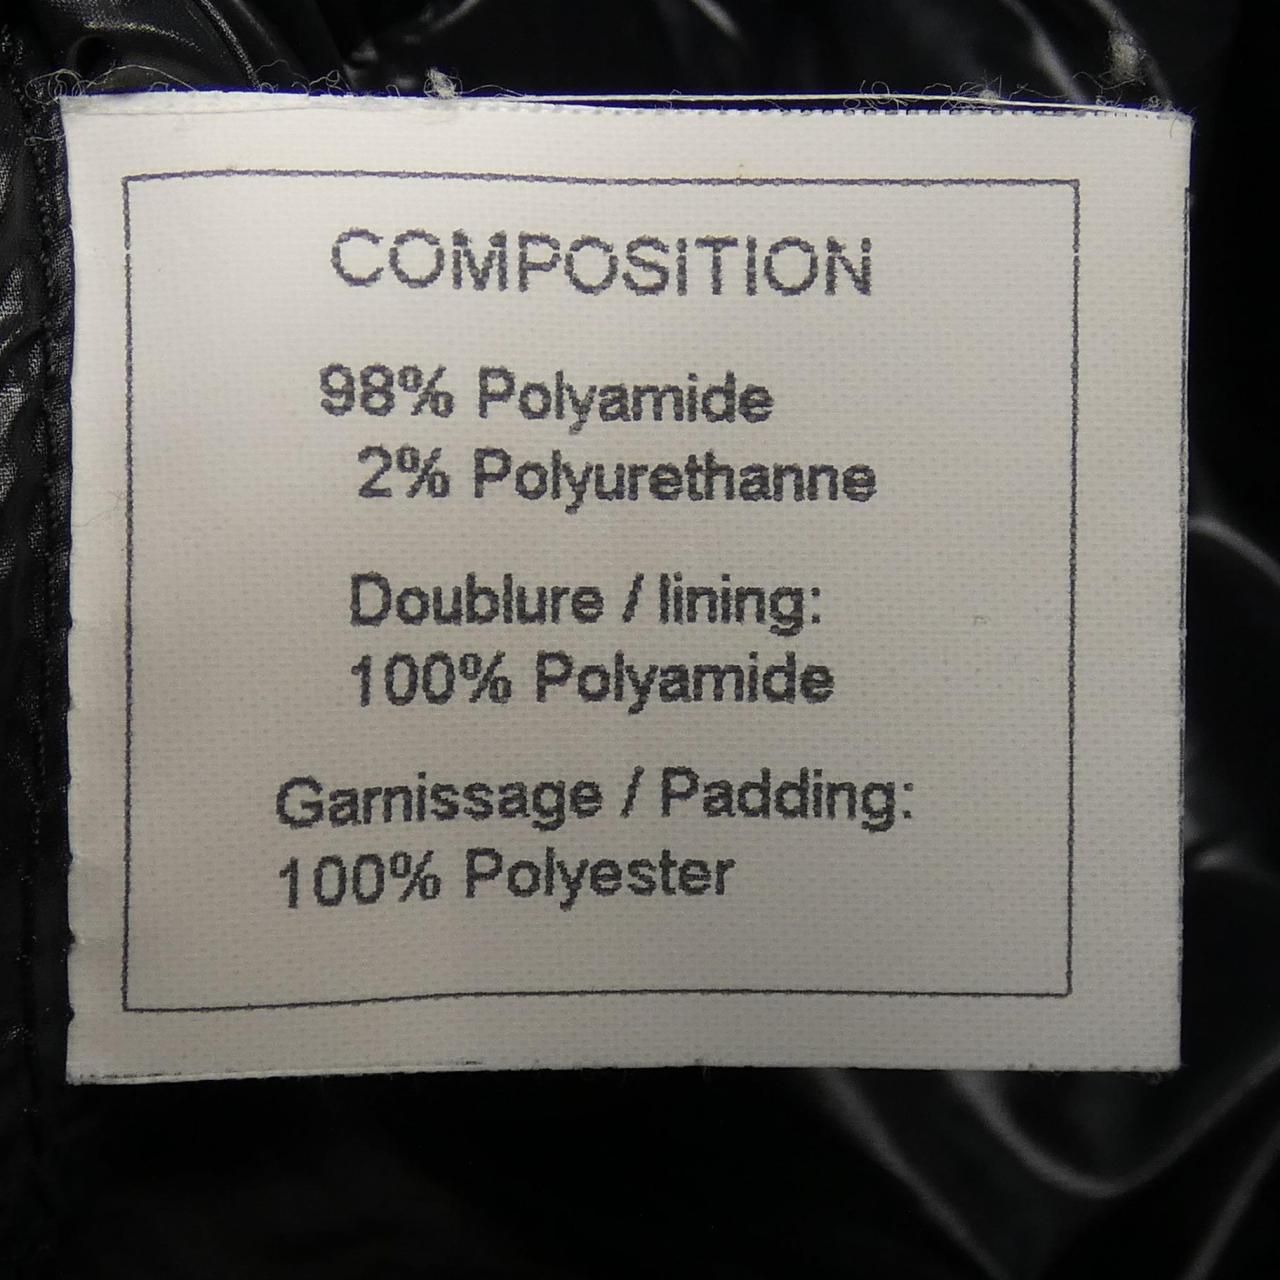 COMPOSITION
98% Polyamide
2% Polyurethanne
Doublure / lining:
100% Polyamide
Garnissage / Padding:
100% Polyester